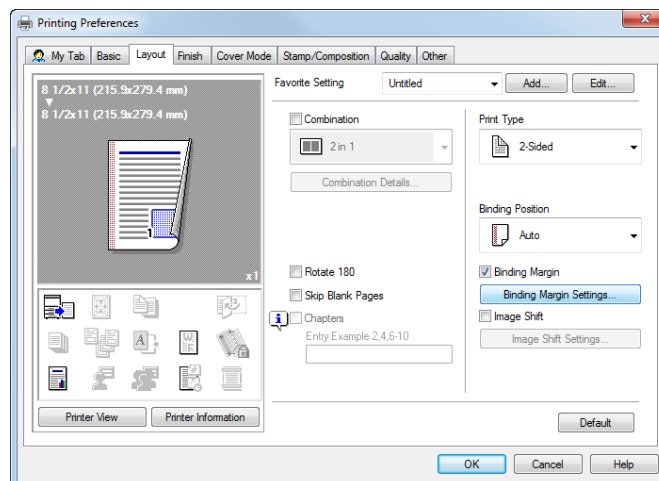 Printing Preferences
My Tab
Basic
Layout
Finish
Cover Mode
Stamp/Composition
Quality
Other
8 1/2x11 (215.9x279.4 mm)
8 1/2x11 (215.9x279.4 mm)
1
x1
Printer View
Printer Information
Favorite Setting
Untitled
Add...
Edit...
Combination
2 in 1
Combination Details...
Rotate 180
Skip Blank Pages
Chapters
Entry Example 2,4,6-10
Print Type
2-Sided
Binding Position
Auto
Binding Margin
Binding Margin Settings...
Image Shift
Image Shift Settings...
Default
OK
Cancel
Help